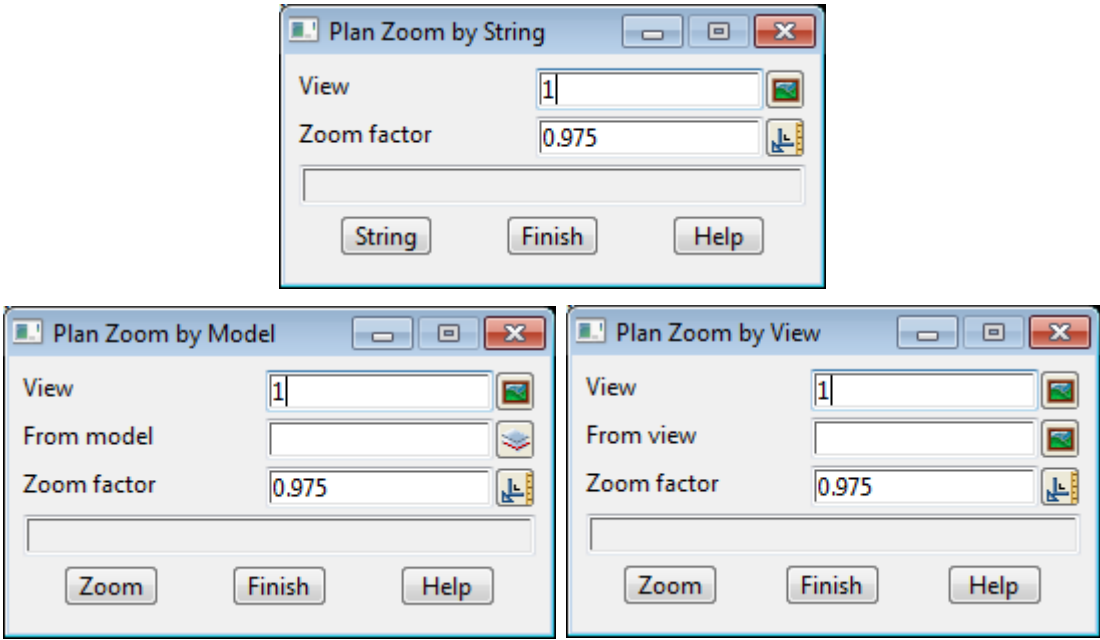 Plan Zoom by String
View 1
Zoom factor 0.975
String Finish Help
Plan Zoom by Model
View 1
From model
Zoom factor 0.975
Zoom Finish Help
Plan Zoom by View
View 1
From view
Zoom factor 0.975
Zoom Finish Help